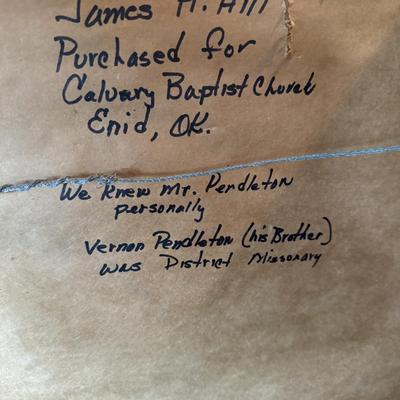 James H. Hill
Purchased for
Calvary Baptist Church
Enid, OK.
We knew Mr. Pendleton
personally
Vernon Pendleton (his Brother)
was District Missonary